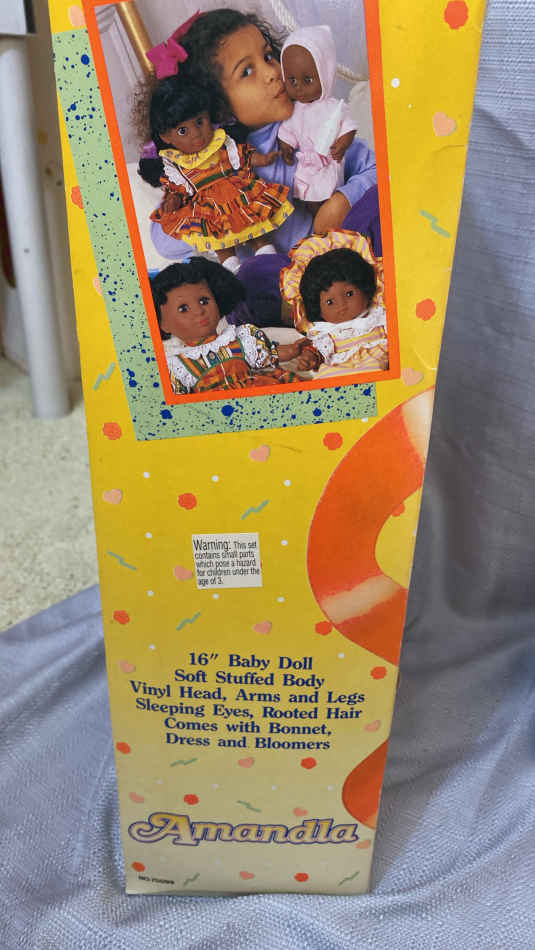 Warning: This set
contains small parts
which pose a hazard
for children under the
age of 3.
16" Baby Doll
Soft Stuffed Body
Vinyl Head, Arms and Legs
Sleeping Eyes, Rooted Hair
Comes with Bonnet,
Dress and Bloomers
Amandla